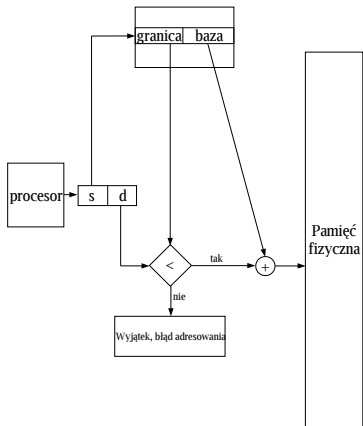 granica baza
procesor
s d
<
tak
+
nie
Wyjątek, błąd adresowania
Pamięć
fizyczna